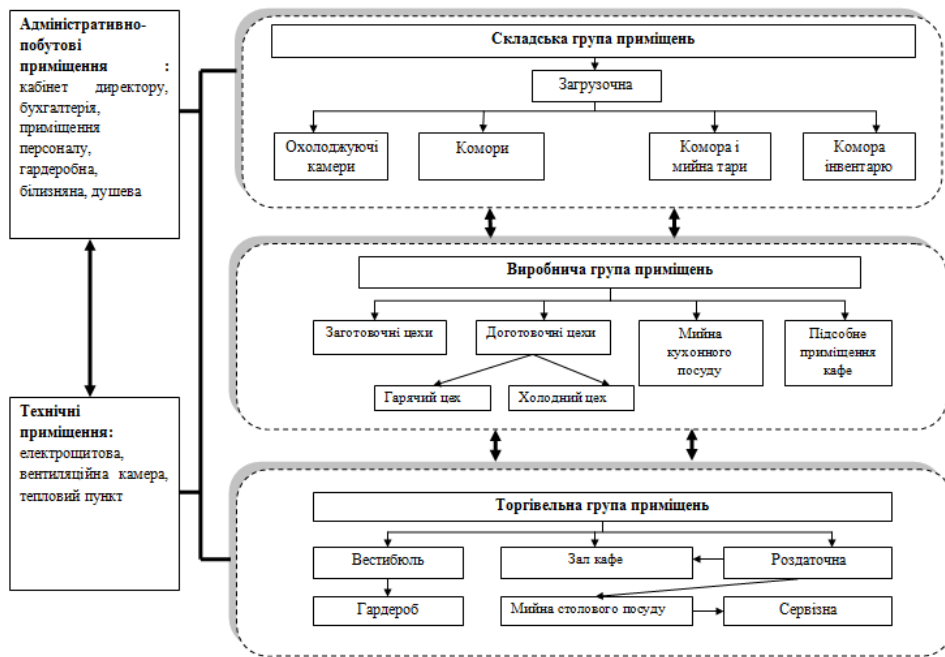 Адміністративно-
побутові
приміщення :
кабінет директору,
бухгалтерія,
приміщення
персоналу,
гардеробна,
білизняна, душева
Технічні
приміщення:
електрощитова,
вентиляційна камера,
тепловий пункт
Складська група приміщень
Загрузочна
Охолоджуючі
камери
Комори
Комора і
мийна тари
Комора
інвентарю
Виробнича група приміщень
Заготовочні цехи
Доготовочні цехи
Мийна
кухонного
посуду
Підсобне
приміщення
кафе
Гарячий цех
Холодний цех
Торгівельна група приміщень
Вестибюль
Зал кафе
Роздаточна
Гардероб
Мийна столового посуду
Сервізна